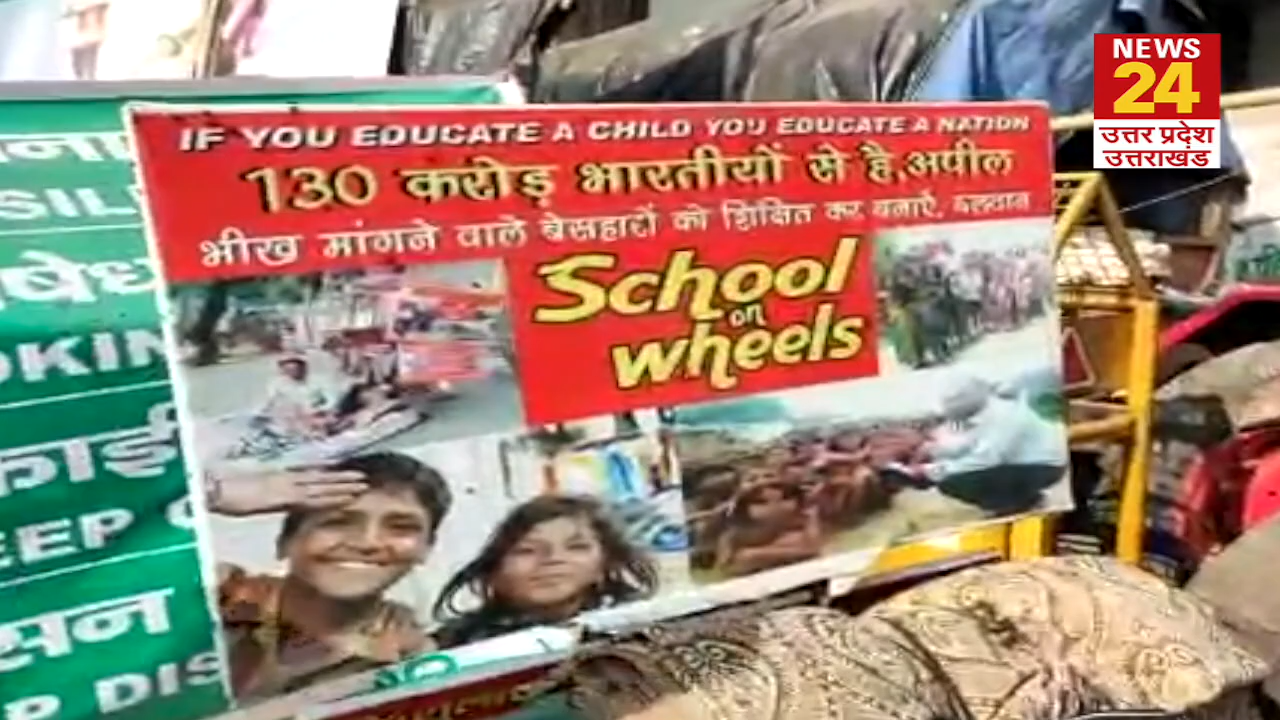 IF YOU EDUCATE A CHILD YOU EDUCATE A NATION
130 करोड़ भारतीयों से है, अपील
भीख मांगने वाले बेसहारों को शिक्षित कर बनाएँ, बलवान
School
on
wheels
NEWS
24
उत्तर प्रदेश
उत्तराखंड